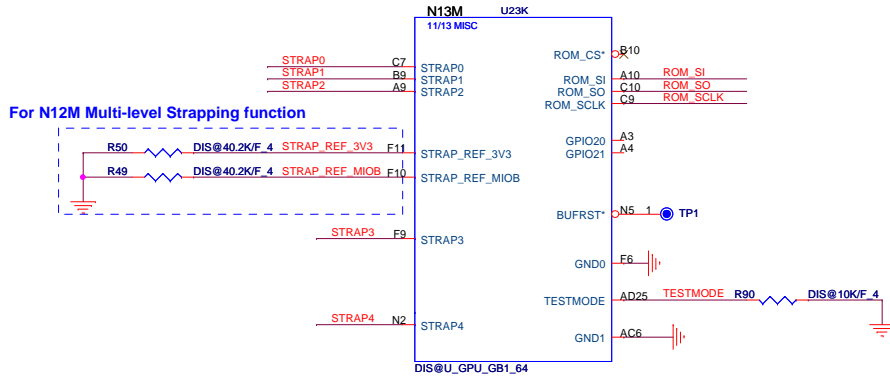 N13M
U23K
11/13 MISC
STRAP0 C7 STRAP0
STRAP1 B9 STRAP1
STRAP2 A9 STRAP2
ROM_CS* B10
ROM_SI A10 ROM_SI
ROM_SO C10 ROM_SO
ROM_SCLK C9 ROM_SCLK
For N12M Multi-level Strapping function
R50 DIS@40.2K/F_4 STRAP_REF_3V3 F11 STRAP_REF_3V3
R49 DIS@40.2K/F_4 STRAP_REF_MIOB F10 STRAP_REF_MIOB
GPIO20 A3
GPIO21 A4
BUFRST* N5 1 TP1
STRAP3 F9 STRAP3
GND0 F6
TESTMODE AD25 TESTMODE R90 DIS@10K/F_4
STRAP4 N2 STRAP4
GND1 AC6
DIS@U_GPU_GB1_64